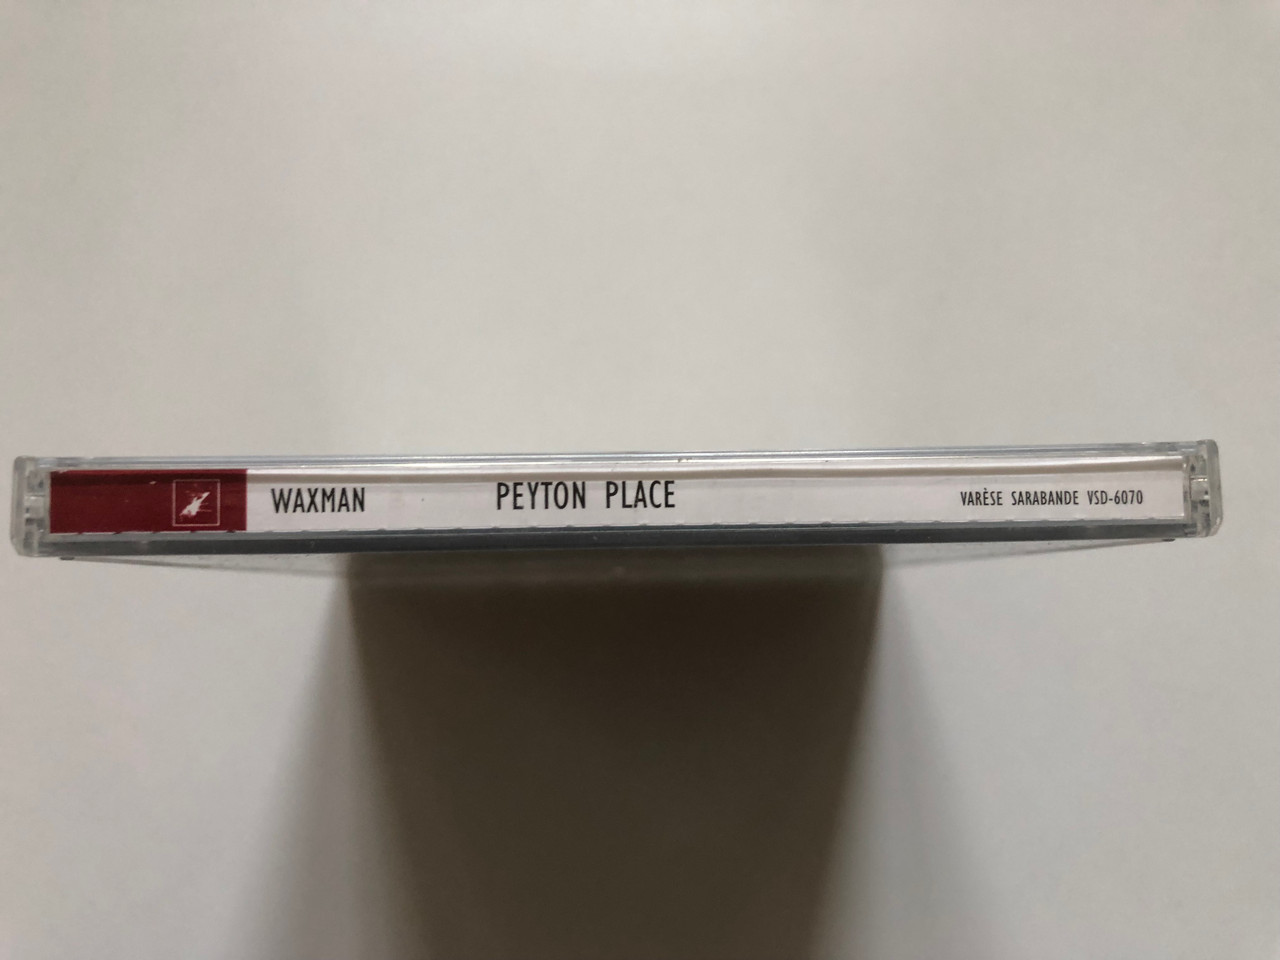 WAXMAN PEYTON PLACE VARÈSE SARABANDE VSD-6070